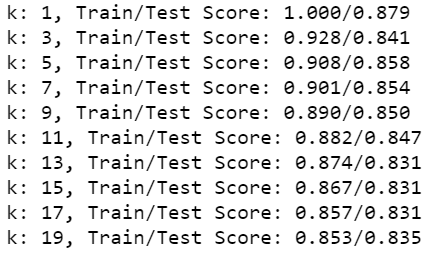 k: 1, Train/Test Score: 1.000/0.879
k: 3, Train/Test Score: 0.928/0.841
k: 5, Train/Test Score: 0.908/0.858
k: 7, Train/Test Score: 0.901/0.854
k: 9, Train/Test Score: 0.890/0.850
k: 11, Train/Test Score: 0.882/0.847
k: 13, Train/Test Score: 0.874/0.831
k: 15, Train/Test Score: 0.867/0.831
k: 17, Train/Test Score: 0.857/0.831
k: 19, Train/Test Score: 0.853/0.835